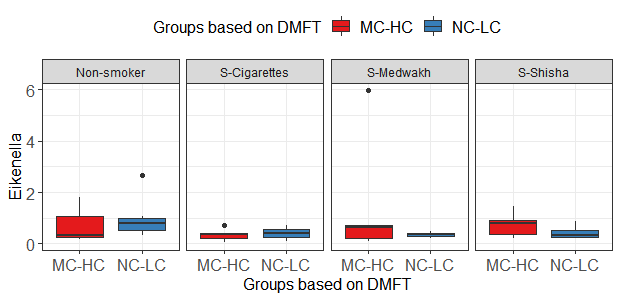 Groups based on DMFT MC-HC NC-LC
Non-smoker S-Cigarettes S-Medwakh S-Shisha
6
4
2
0
Eikenella
MC-HC NC-LC MC-HC NC-LC MC-HC NC-LC MC-HC NC-LC
Groups based on DMFT